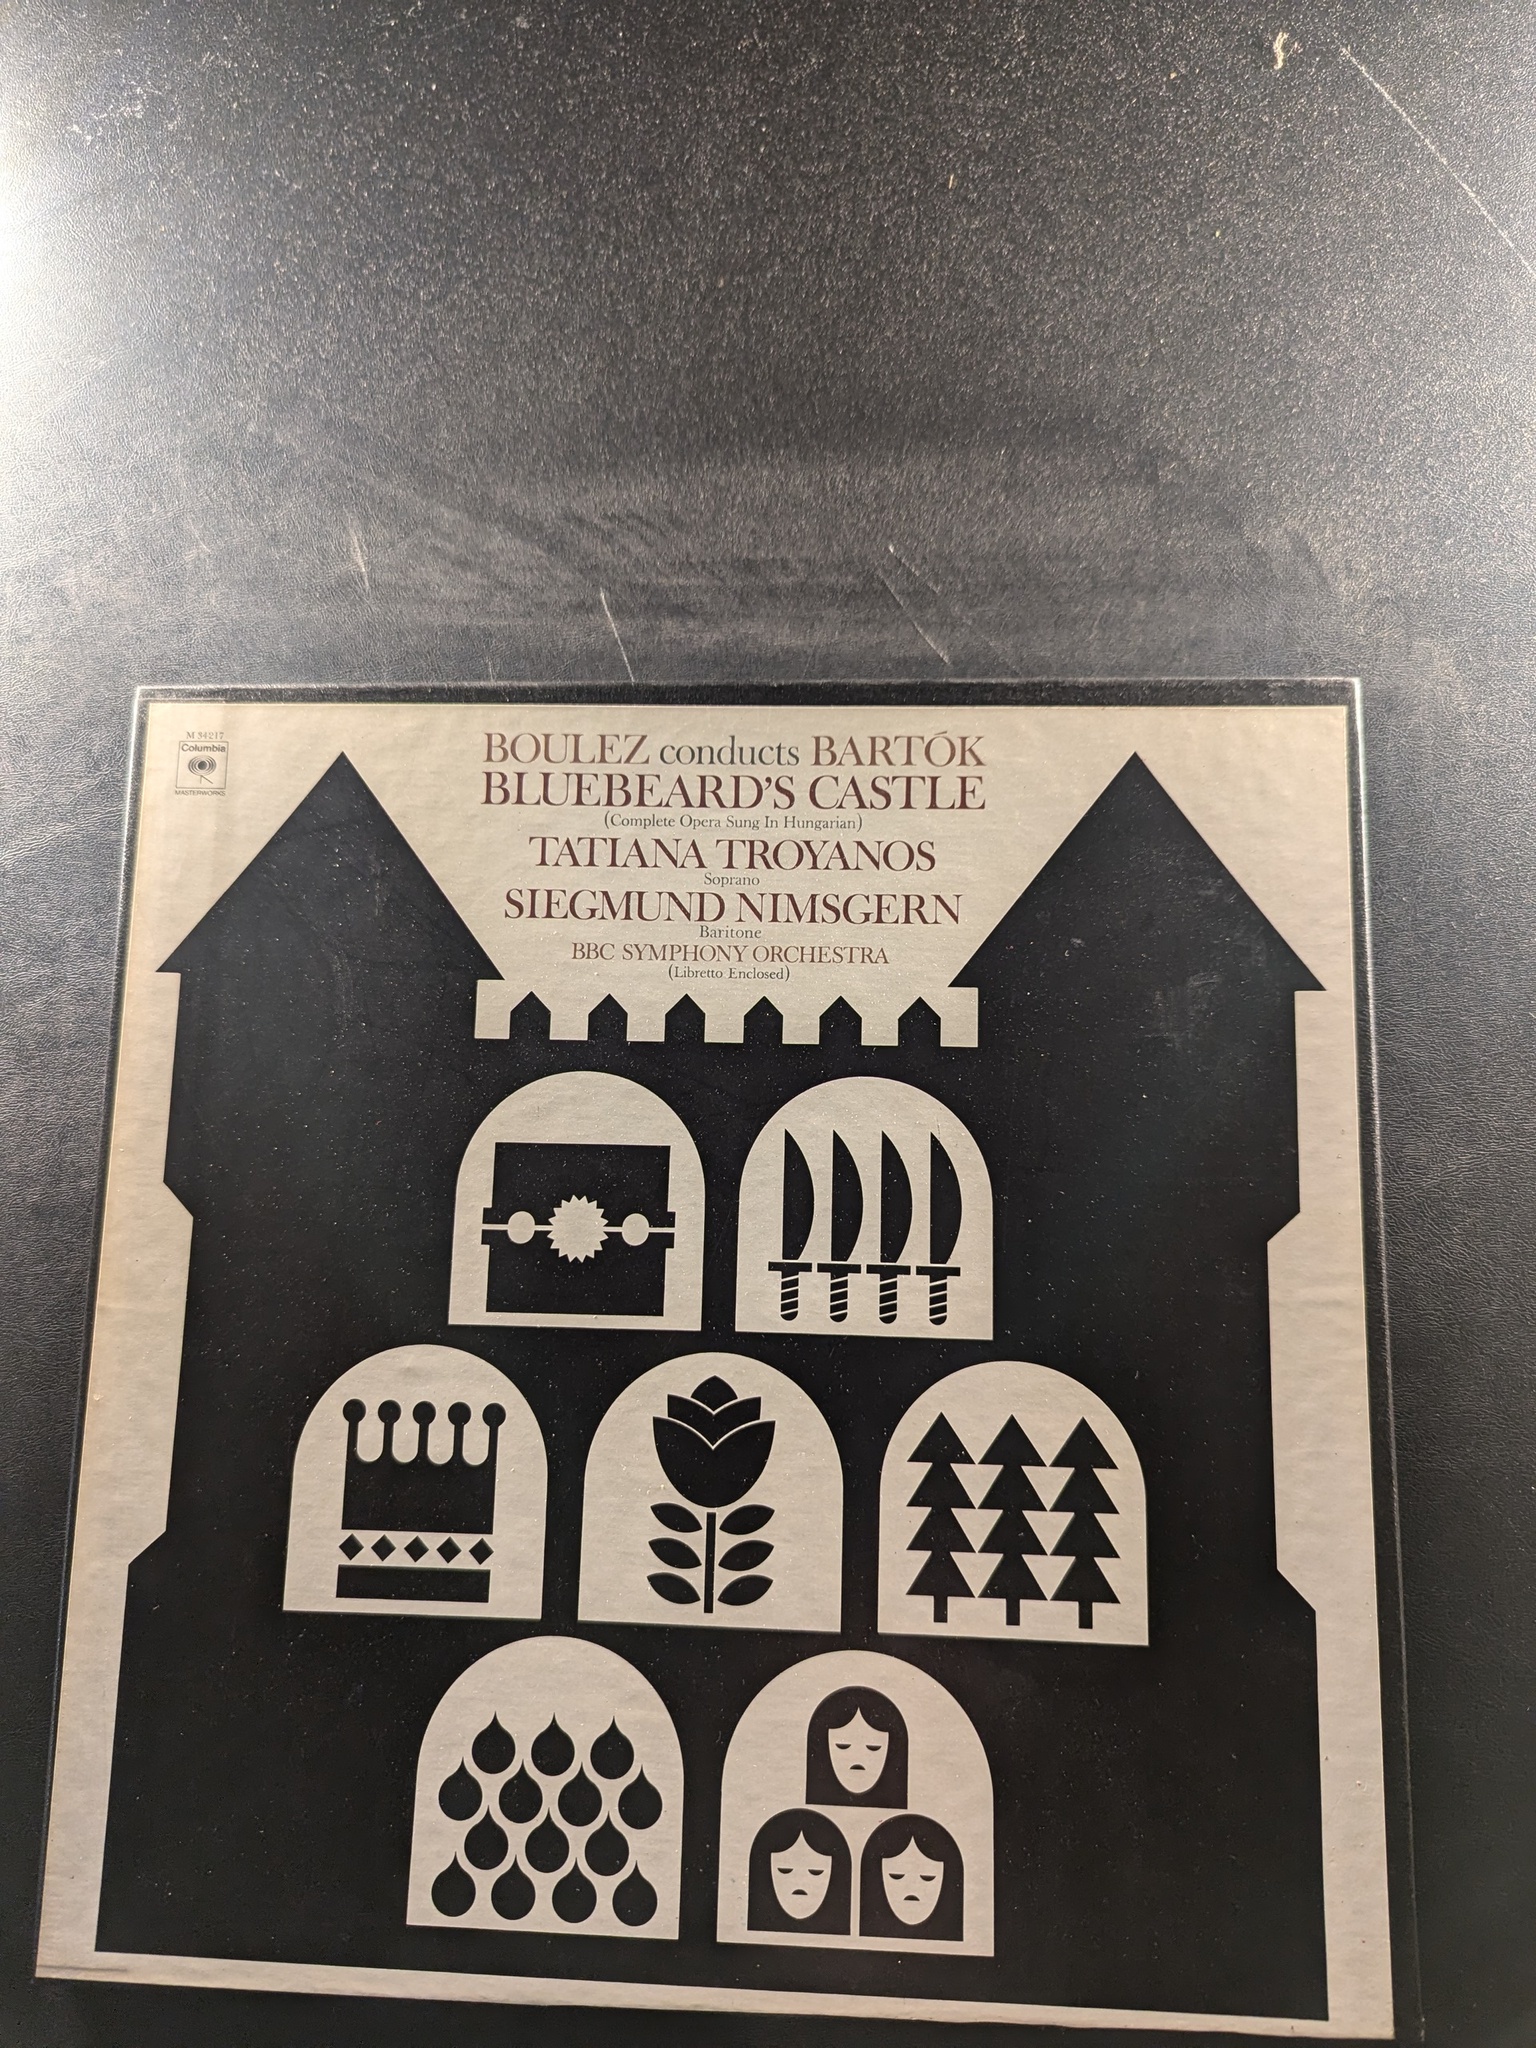 M 34217
Columbia
MASTERWORKS
BOULEZ conducts BARTÓK
BLUEBEARD'S CASTLE
(Complete Opera Sung In Hungarian)
TATIANA TROYANOS
Soprano
SIEGMUND NIMSGERN
Baritone
BBC SYMPHONY ORCHESTRA
(Libretto Enclosed)